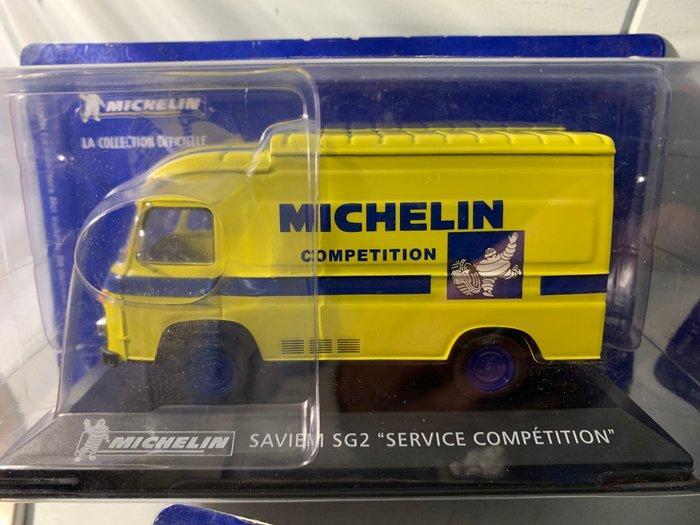 MICHELIN
LA COLLECTION OFFICIELLE
MICHELIN
COMPETITION
MICHELIN SAVIEM SG2 "SERVICE COMPÉTITION"